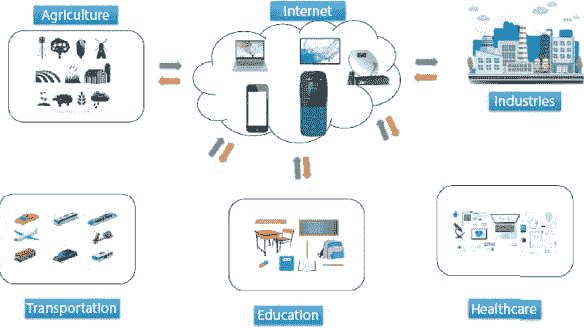 Agriculture
Internet
Industries
Transportation
Education
Healthcare